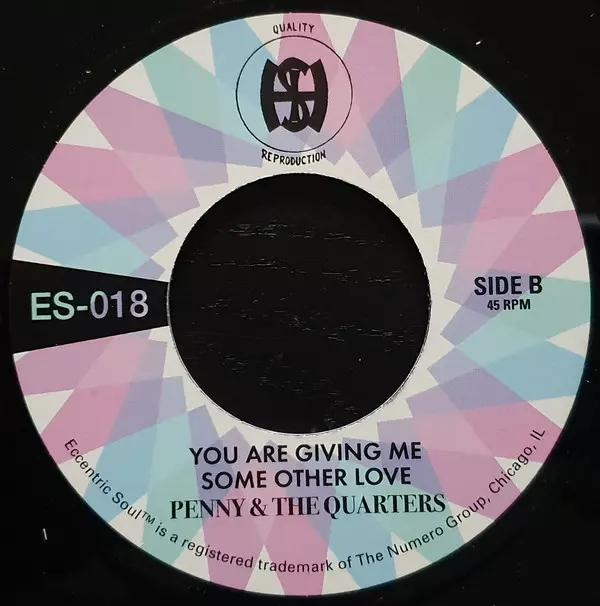 QUALITY
REPRODUCTION
ES-018
SIDE B
45 RPM
YOU ARE GIVING ME
SOME OTHER LOVE
PENNY & THE QUARTERS
Eccentric Soul™ is a registered trademark of The Numero Group, Chicago, IL